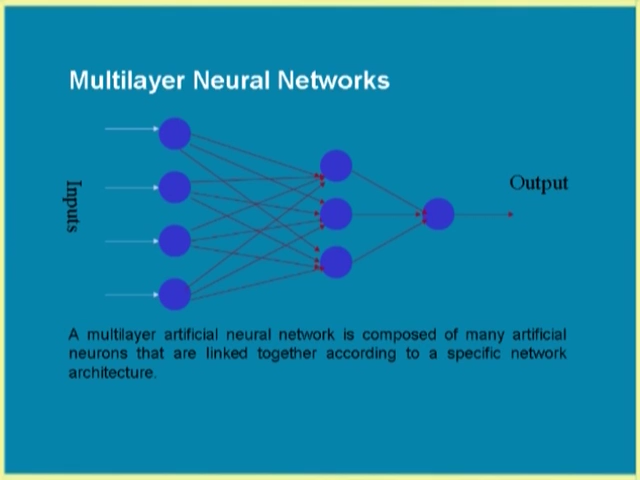 Multilayer Neural Networks
Inputs
Output
A multilayer artificial neural network is composed of many artificial
neurons that are linked together according to a specific network
architecture.